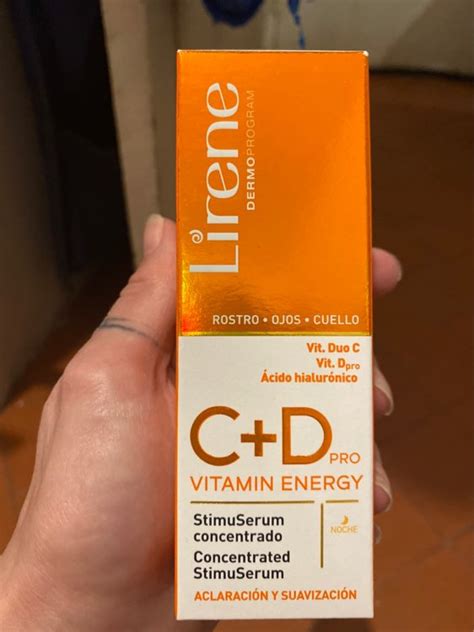 Lirene
DERMOPROGRAM
ROSTRO • OJOS • CUELLO
Vit. Duo C
Vit. Dpro
Ácido hialurónico
C+D PRO
VITAMIN ENERGY
StimuSerum
concentrado
Concentrated
StimuSerum
NOCHE
ACLARACIÓN Y SUAVIZACIÓN